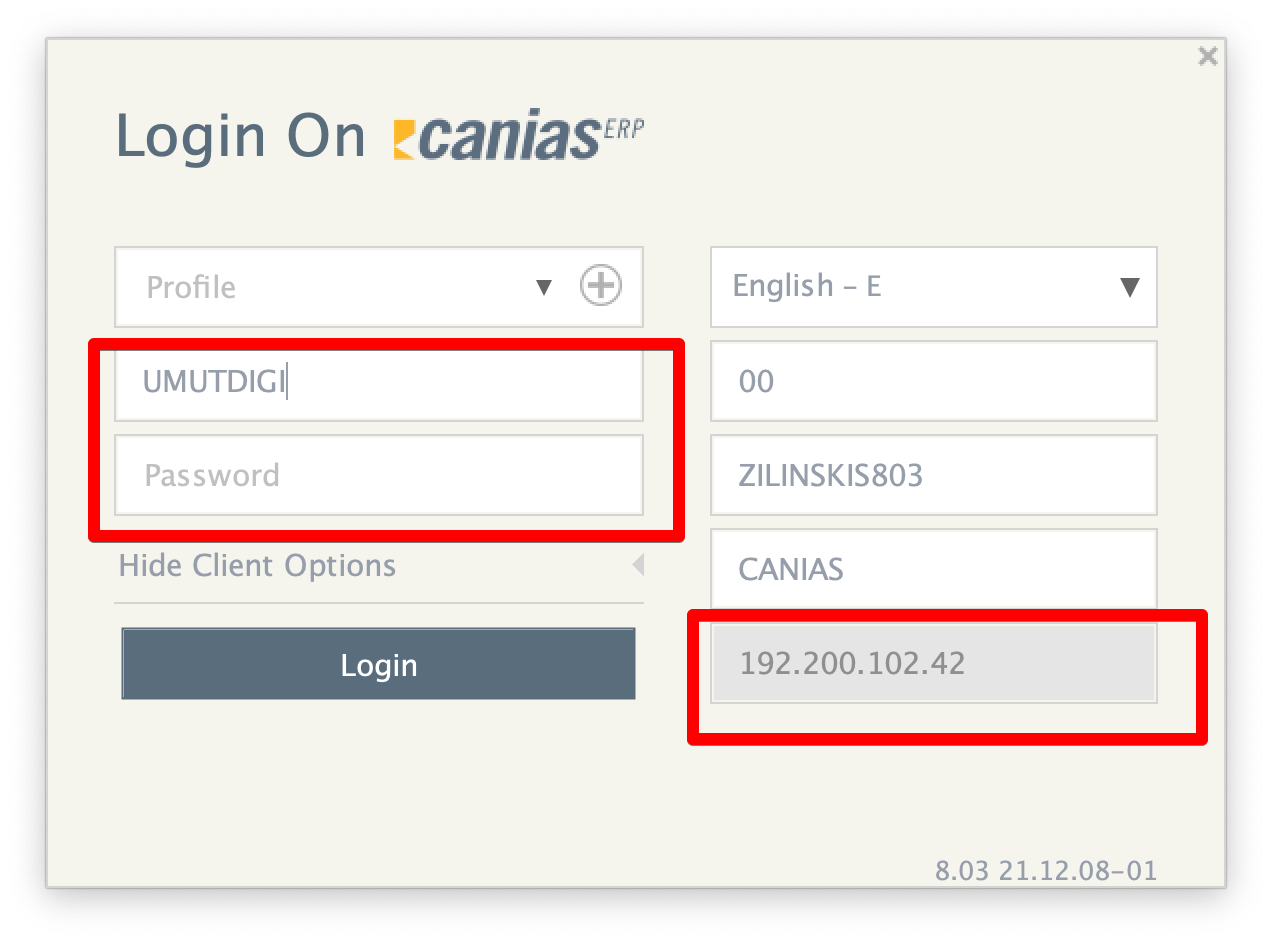 Login On canias ERP
Profile
UMUTDIGI
Password
Hide Client Options
Login
English – E
00
ZILINSKIS803
CANIAS
192.200.102.42
8.03 21.12.08–01